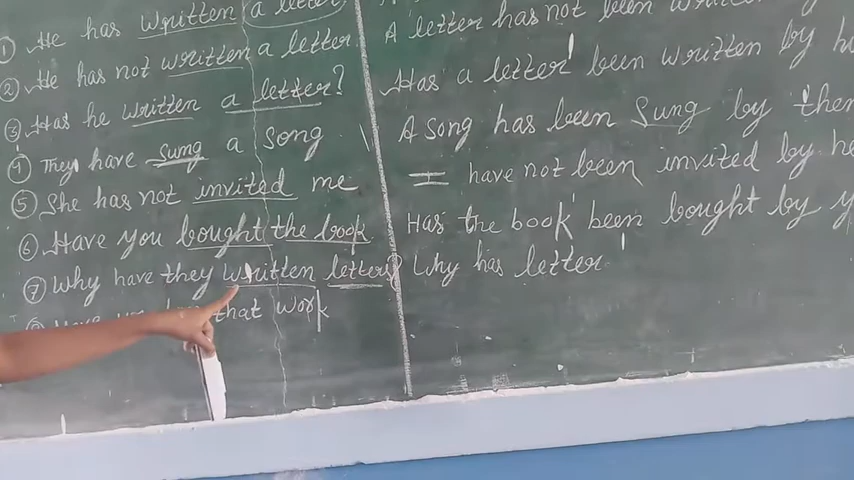 ① He has written a letter
② He has not written a letter
③ Has he written a letter?
④ They have sung a song
⑤ She has not invited me
⑥ Have you bought the book
⑦ Why have they written letters?
that work
A letter has not been written
Has a letter been written by
A song has been sung by
= have not been invited by
Has the book been bought by
Why has letter